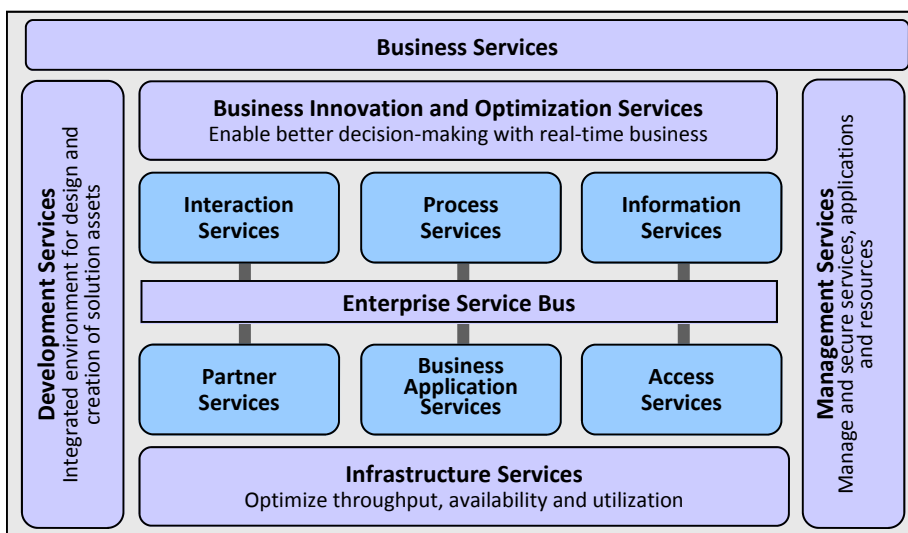 Business Services
Development Services
Integrated environment for design and
creation of solution assets
Business Innovation and Optimization Services
Enable better decision-making with real-time business
Interaction
Services
Process
Services
Information
Services
Enterprise Service Bus
Partner
Services
Business
Application
Services
Access
Services
Infrastructure Services
Optimize throughput, availability and utilization
Management Services
Manage and secure services, applications
and resources